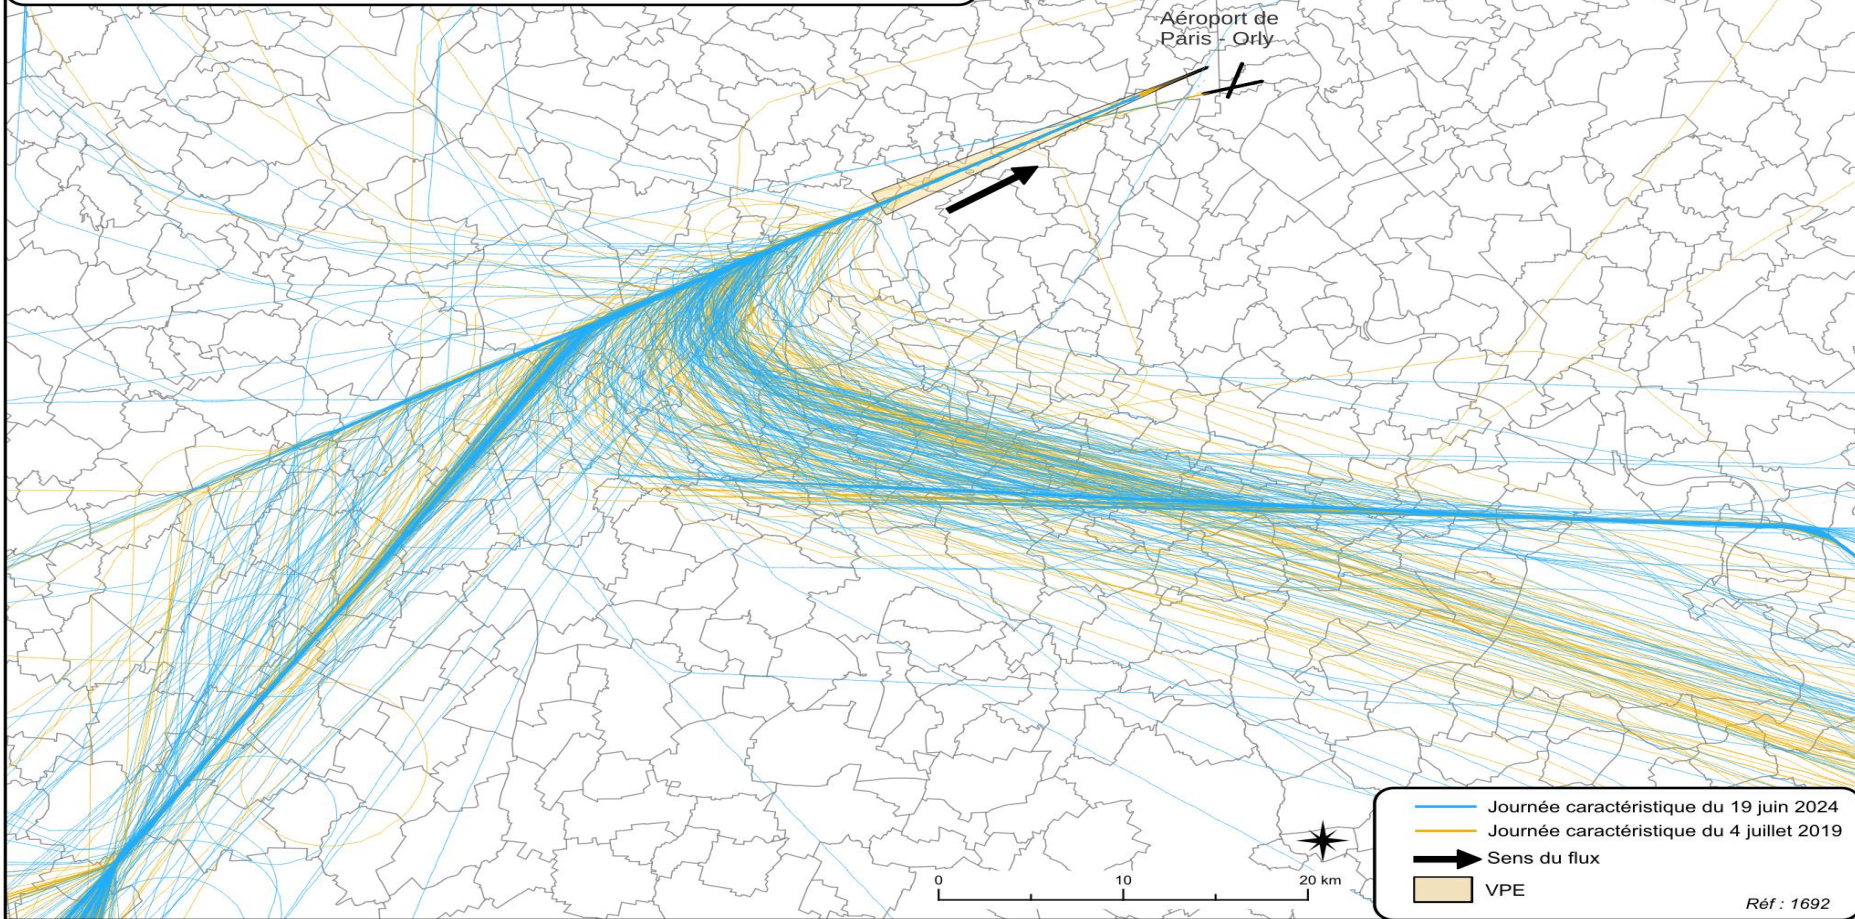 Aéroport de
Paris - Orly
Journée caractéristique du 19 juin 2024
Journée caractéristique du 4 juillet 2019
Sens du flux
VPE
0 10 20 km
Réf : 1692